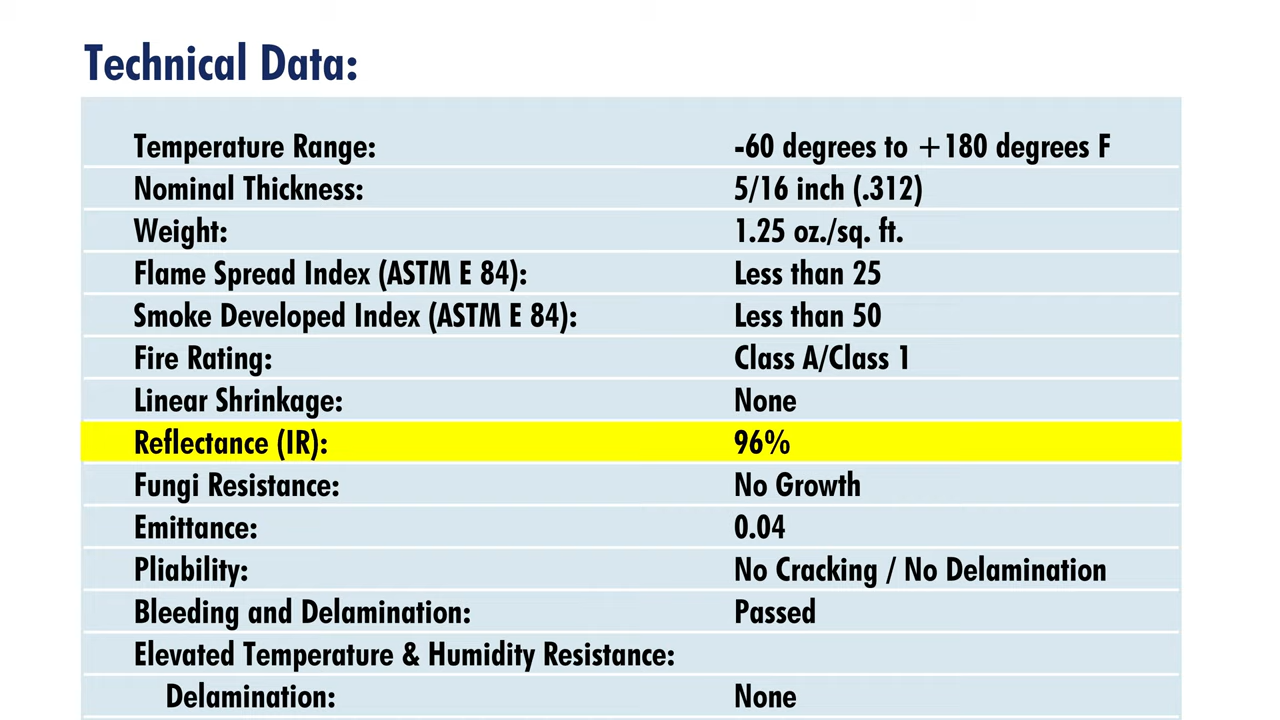 Technical Data:
Temperature Range: -60 degrees to +180 degrees F
Nominal Thickness: 5/16 inch (.312)
Weight: 1.25 oz./sq. ft.
Flame Spread Index (ASTM E 84): Less than 25
Smoke Developed Index (ASTM E 84): Less than 50
Fire Rating: Class A/Class 1
Linear Shrinkage: None
Reflectance (IR): 96%
Fungi Resistance: No Growth
Emittance: 0.04
Pliability: No Cracking / No Delamination
Bleeding and Delamination: Passed
Elevated Temperature & Humidity Resistance:
Delamination: None